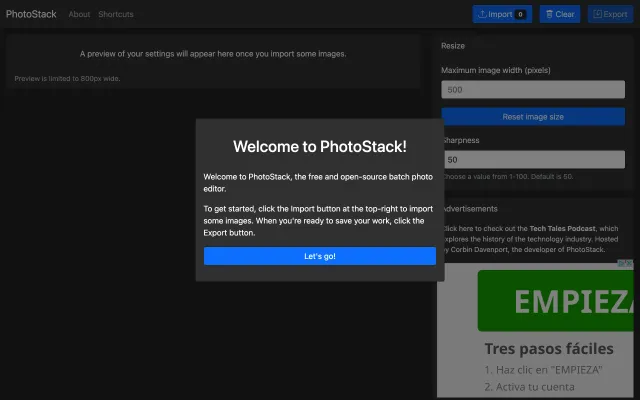 PhotoStack About Shortcuts Import 0 Clear Export
A preview of your settings will appear here once you import some images.
Preview is limited to 800px wide.
Resize
Maximum image width (pixels)
500
Reset image size
Sharpness
50
Choose a value from 1-100. Default is 50.
Welcome to PhotoStack!
Welcome to PhotoStack, the free and open-source batch photo
editor.
To get started, click the Import button at the top-right to import
some images. When you're ready to save your work, click the
Export button.
Let's go!
Advertisements
Click here to check out the Tech Tales Podcast, which
explores the history of the technology industry. Hosted
by Corbin Davenport, the developer of PhotoStack.
EMPIEZA
Tres pasos fáciles
1. Haz clic en "EMPIEZA"
2. Activa tu cuenta